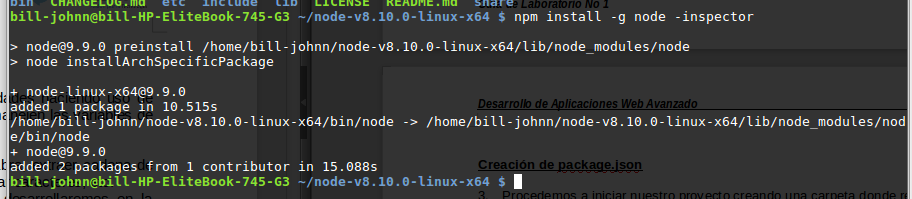 bin  CHANGELOG.md  etc  include  lib  LICENSE  README.md  share
de Laboratorio No 1
bill-johnn@bill-HP-EliteBook-745-G3 ~/node-v8.10.0-linux-x64 $ npm install -g node -inspector
> node@9.9.0 preinstall /home/bill-johnn/node-v8.10.0-linux-x64/lib/node_modules/node
> node installArchSpecificPackage
+ node-linux-x64@9.9.0
added 1 package in 10.515s
Desarrollo de Aplicaciones Web Avanzado
/home/bill-johnn/node-v8.10.0-linux-x64/bin/node -> /home/bill-johnn/node-v8.10.0-linux-x64/lib/node_modules/nod
e/bin/node
+ node@9.9.0
added 2 packages from 1 contributor in 15.088s
Creación de package.json
bill-johnn@bill-HP-EliteBook-745-G3 ~/node-v8.10.0-linux-x64 $
3. Procedemos a iniciar nuestro proyecto creando una carpeta donde